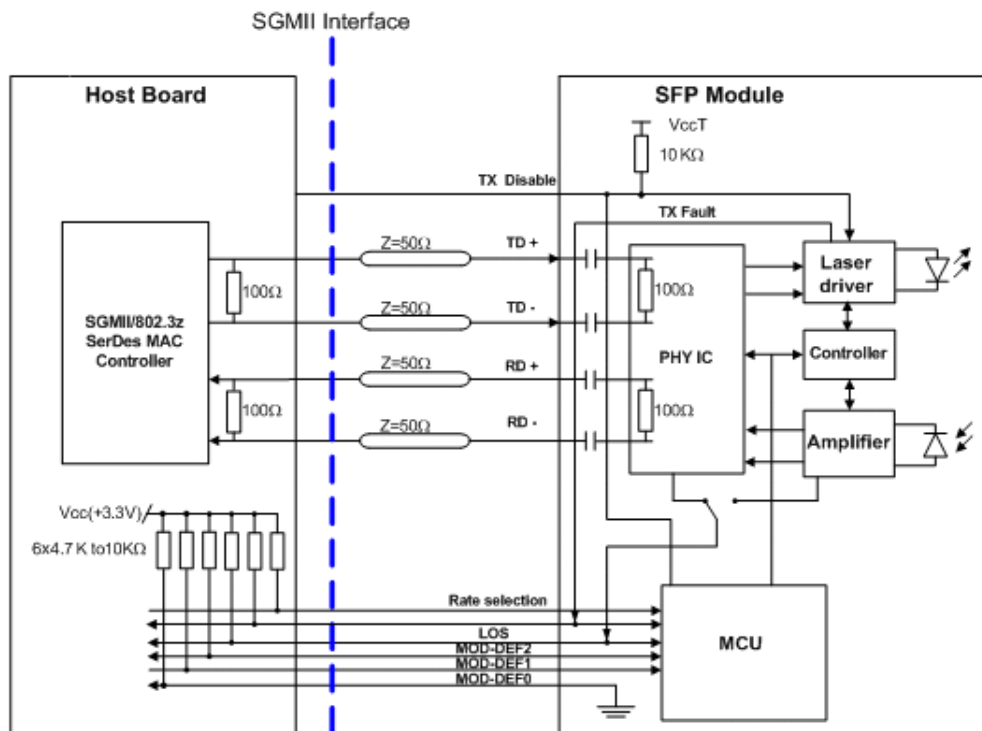 SGMII Interface
Host Board
SFP Module
VccT
10 KΩ
TX Disable
TX Fault
Z=50Ω
TD +
100Ω
100Ω
Laser
driver
SGMII/802.3z
SerDes MAC
Controller
Z=50Ω
TD -
PHY IC
Controller
Z=50Ω
RD +
100Ω
100Ω
Z=50Ω
RD -
Amplifier
Vcc(+3.3V)
6x4.7 K to10KΩ
Rate selection
LOS
MOD-DEF2
MOD-DEF1
MOD-DEF0
MCU